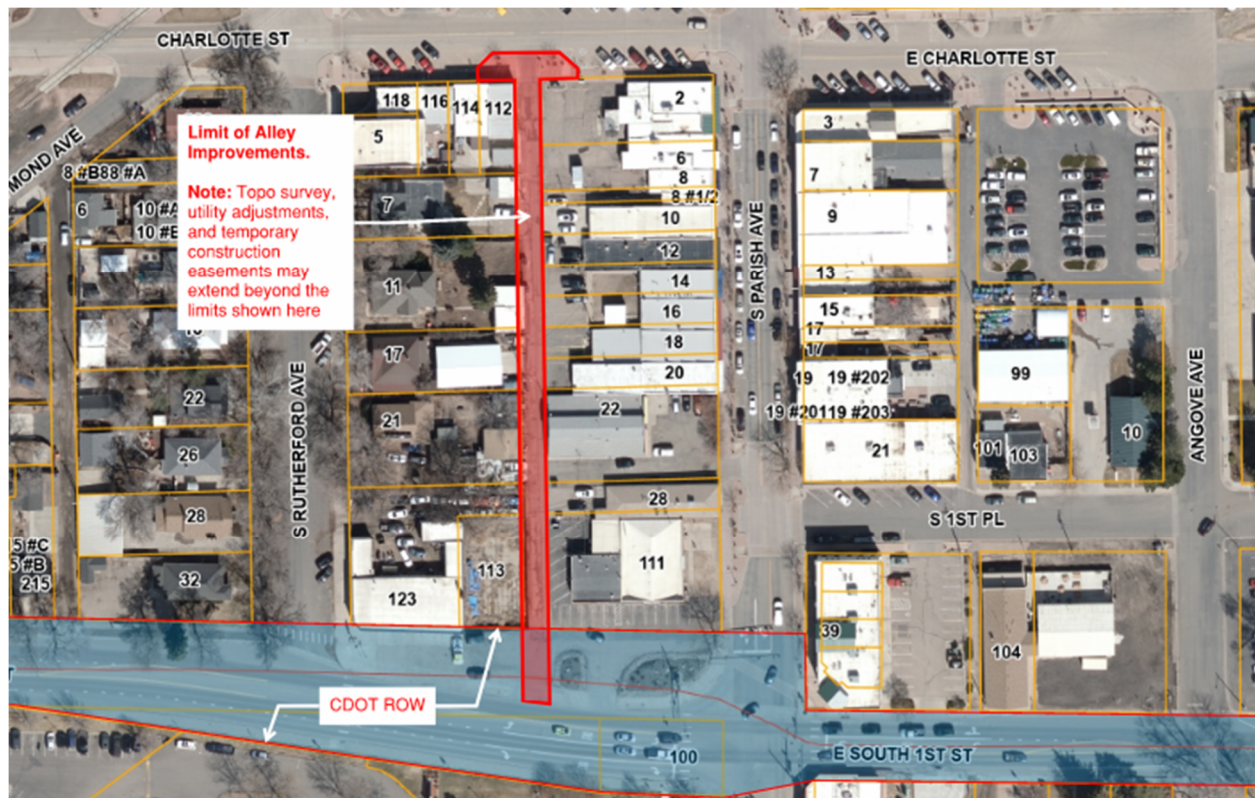 CHARLOTTE ST
E CHARLOTTE ST
MOND AVE
Limit of Alley
Improvements.
Note: Topo survey,
utility adjustments,
and temporary
construction
easements may
extend beyond the
limits shown here
118
116
114
112
5
2
6
8
8 #1/2
3
7
8 #B88 #A
6
10 #A
7
10
12
9
11
14
13
16
15
17
17
18
17
20
19
19 #202
19 #20119 #203
99
22
21
22
21
101
103
10
26
28
28
S PARISH AVE
S RUTHERFORD AVE
ANGOVE AVE
S 1ST PL
5 #C
5 #B
215
32
123
113
111
39
104
CDOT ROW
100
E SOUTH 1ST ST